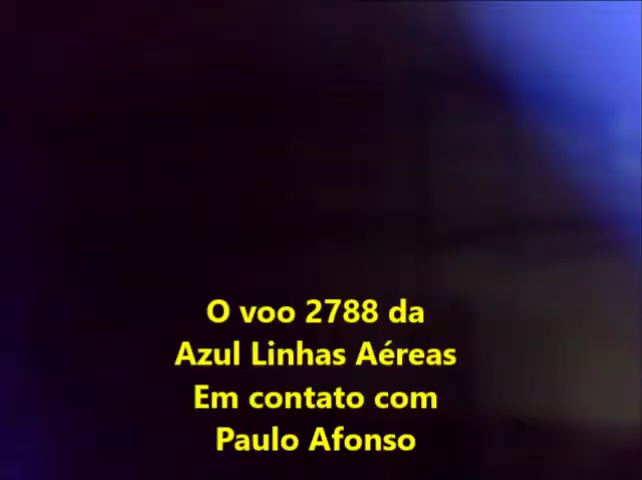 O voo 2788 da
Azul Linhas Aéreas
Em contato com
Paulo Afonso